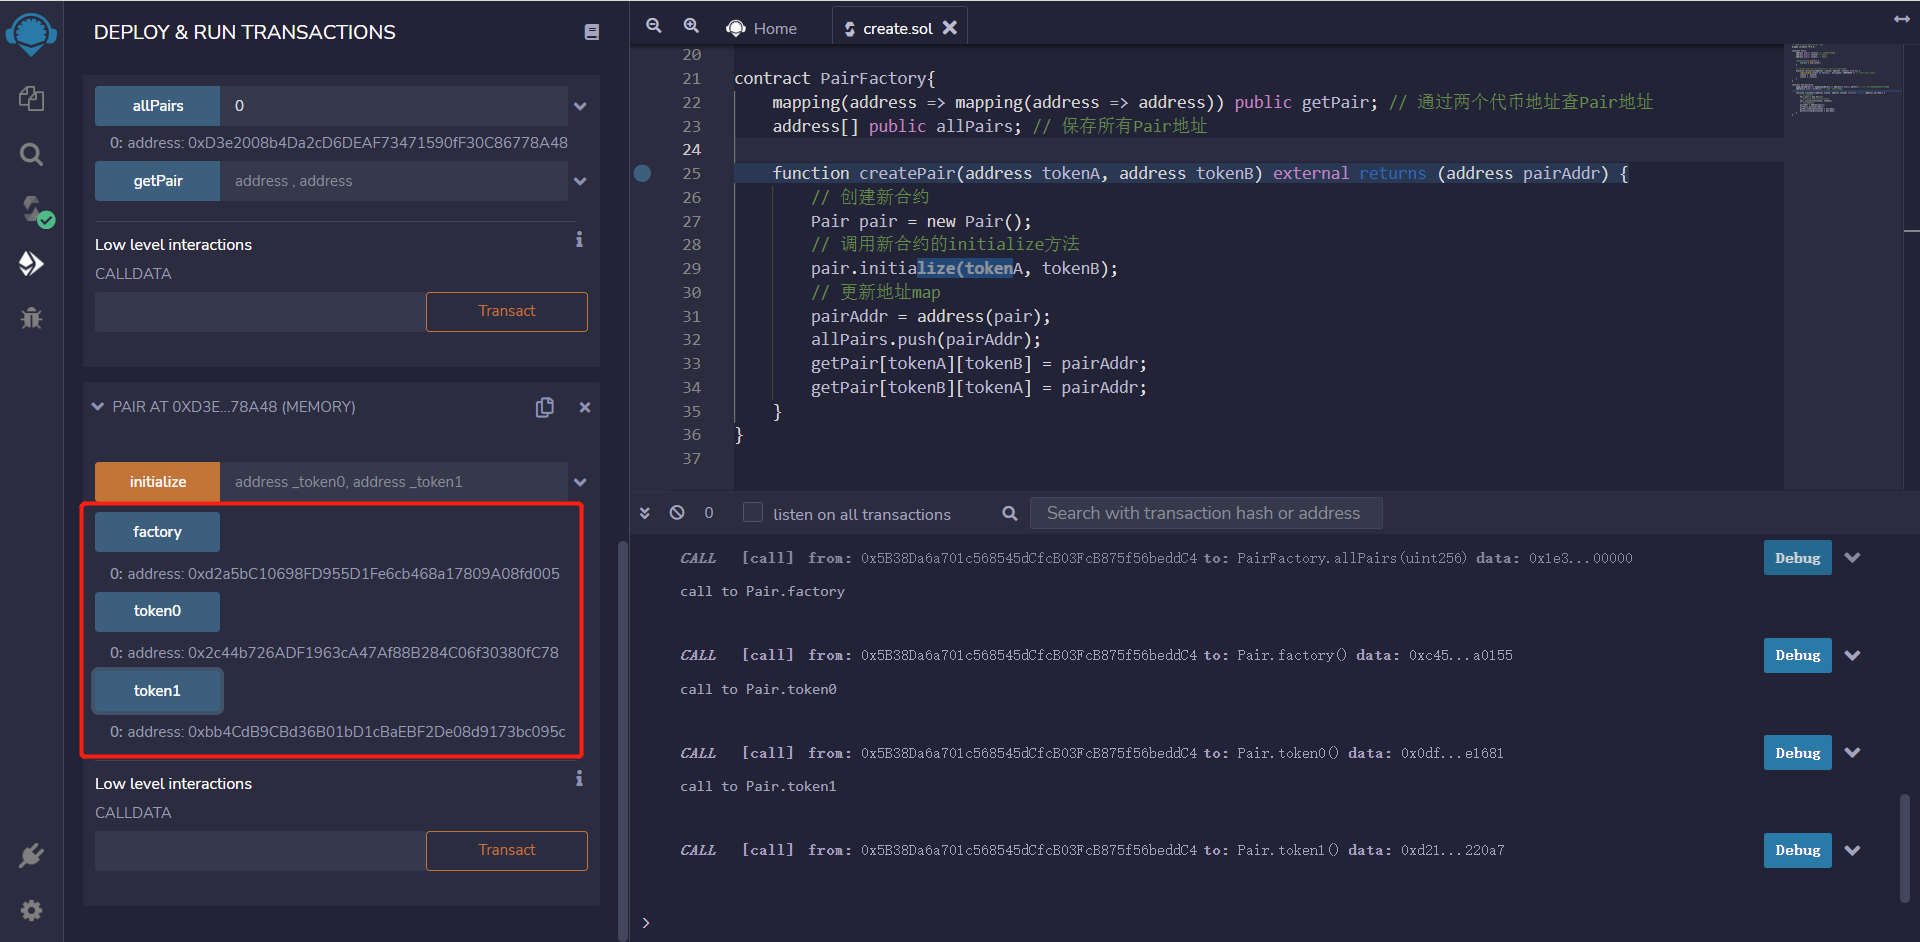 DEPLOY & RUN TRANSACTIONS
allPairs 0
0: address: 0xD3e2008b4Da2cD6DEAF73471590fF30C86778A48
getPair address , address
Low level interactions
CALLDATA
Transact
PAIR AT 0XD3E...78A48 (MEMORY)
initialize address _token0, address _token1
factory
0: address: 0xd2a5bC10698FD955D1Fe6cb468a17809A08fd005
token0
0: address: 0x2c44b726ADF1963cA47Af88B284C06f30380fC78
token1
0: address: 0xbb4CdB9CBd36B01bD1cBaEBF2De08d9173bc095c
Low level interactions
CALLDATA
Transact
Home create.sol
20
21 contract PairFactory{
22 mapping(address => mapping(address => address)) public getPair; // 通过两个代币地址查Pair地址
23 address[] public allPairs; // 保存所有Pair地址
24
25 function createPair(address tokenA, address tokenB) external returns (address pairAddr) {
26 // 创建新合约
27 Pair pair = new Pair();
28 // 调用新合约的initialize方法
29 pair.initialize(tokenA, tokenB);
30 // 更新地址map
31 pairAddr = address(pair);
32 allPairs.push(pairAddr);
33 getPair[tokenA][tokenB] = pairAddr;
34 getPair[tokenB][tokenA] = pairAddr;
35 }
36 }
37
0 listen on all transactions Search with transaction hash or address
CALL [call] from: 0x5B38Da6a701c568545dCfcB03FcB875f56beddC4 to: PairFactory.allPairs(uint256) data: 0x1e3...00000 Debug
call to Pair.factory
CALL [call] from: 0x5B38Da6a701c568545dCfcB03FcB875f56beddC4 to: Pair.factory() data: 0xc45...a0155 Debug
call to Pair.token0
CALL [call] from: 0x5B38Da6a701c568545dCfcB03FcB875f56beddC4 to: Pair.token0() data: 0x0df...e1681 Debug
call to Pair.token1
CALL [call] from: 0x5B38Da6a701c568545dCfcB03FcB875f56beddC4 to: Pair.token1() data: 0xd21...220a7 Debug
>